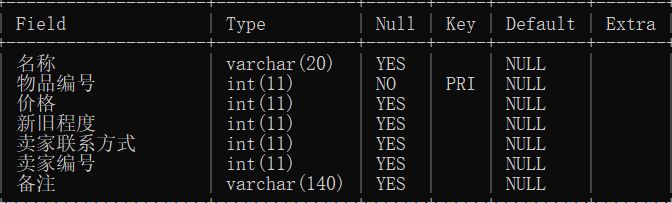 Field Type Null Key Default Extra
名称 varchar(20) YES NULL
物品编号 int(11) NO PRI NULL
价格 int(11) YES NULL
新旧程度 int(11) YES NULL
卖家联系方式 int(11) YES NULL
卖家编号 int(11) YES NULL
备注 varchar(140) YES NULL